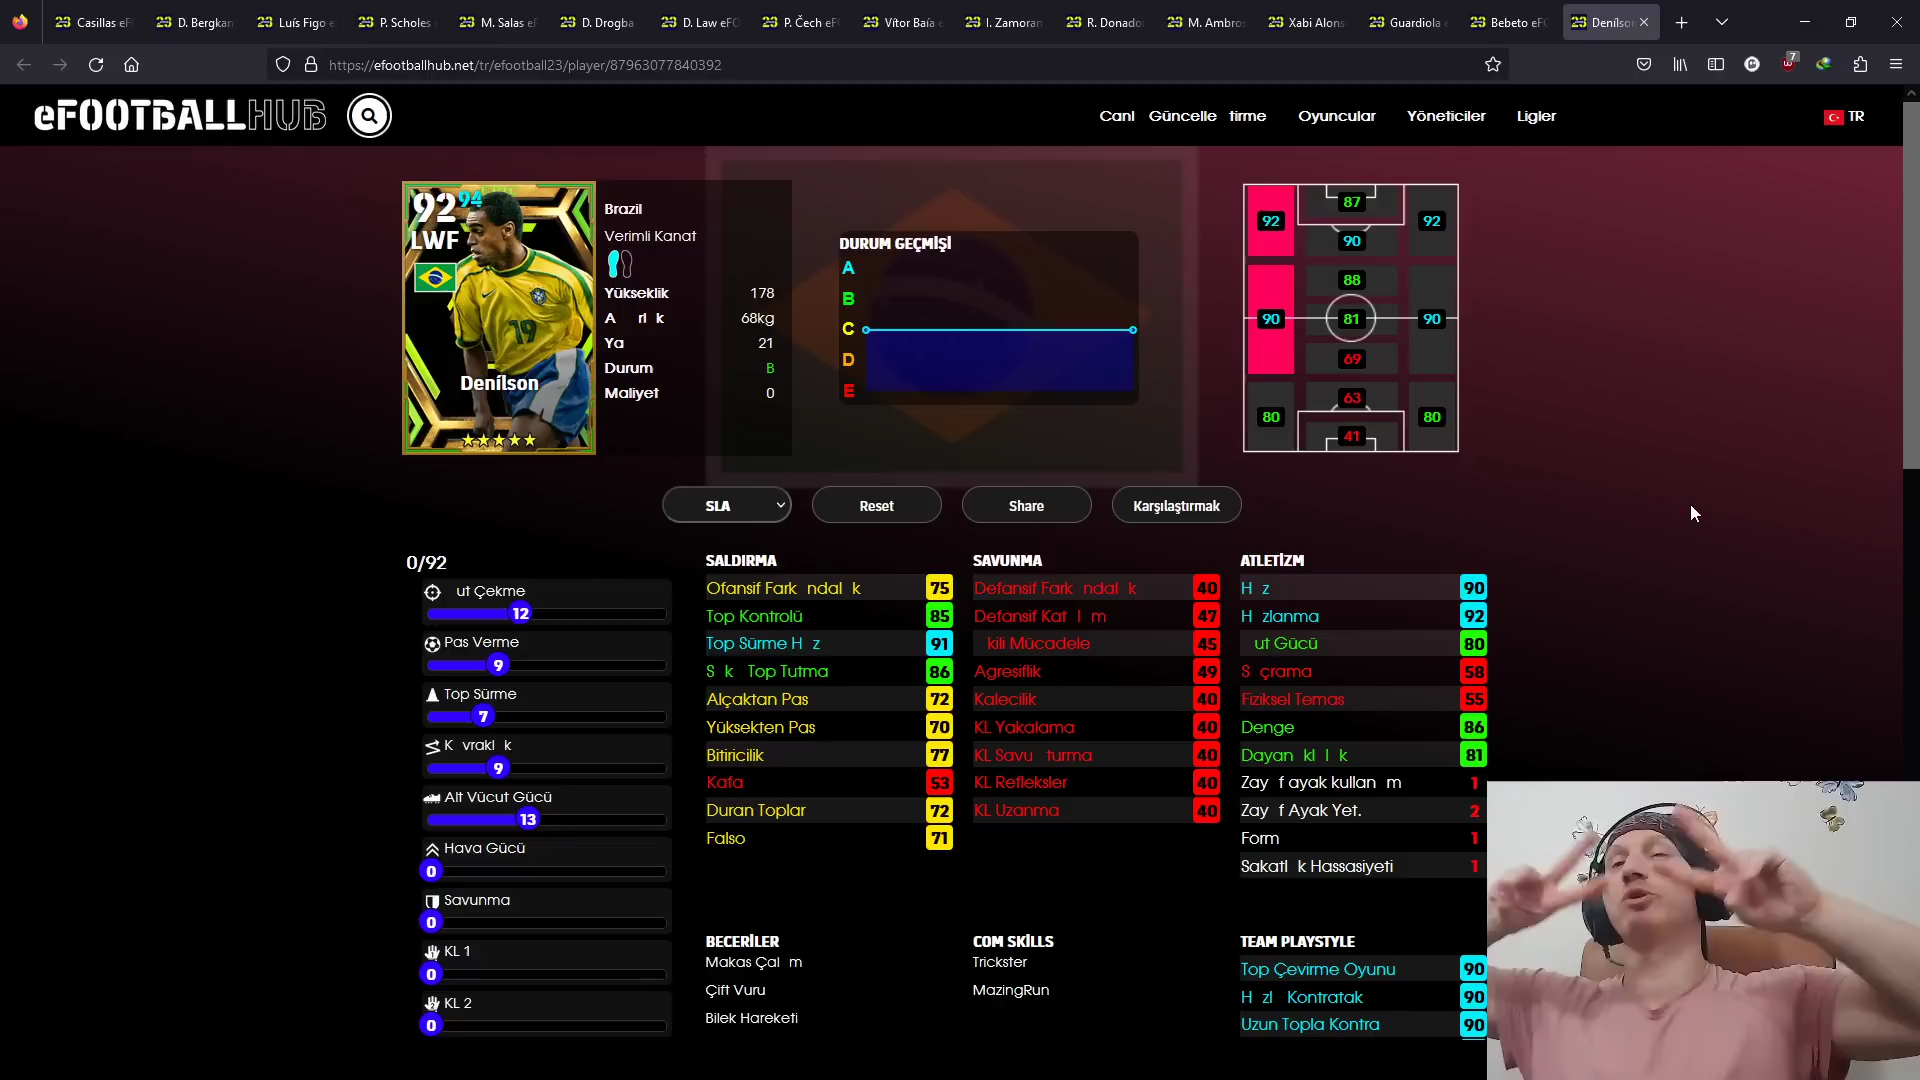 Casillas eF
D. Bergkam
Luís Figo e
P. Scholes
M. Salas eF
D. Drogba
D. Law eFO
P. Čech eF
Vítor Baía e
I. Zamoran
R. Donado
M. Ambros
Xabi Alons
Guardiola e
Bebeto eFO
Denílson
https://efootballhub.net/tr/efootball23/player/87963077840392
7
eFOOTBALLHUB
Canl Güncelle tirme Oyuncular Yöneticiler Ligler
TR
92 94
LWF
19
Denílson
Brazil
Verimli Kanat
Yükseklik 178
A rl k 68kg
Ya 21
Durum B
Maliyet 0
DURUM GEÇMİŞİ
A
B
C
D
E
87
92 92
90
88
90 81 90
69
63
80 80
41
SLA Reset Share Karşılaştırmak
0/92
ut Çekme
12
Pas Verme
9
Top Sürme
7
K vrakl k
9
Alt Vücut Gücü
13
Hava Gücü
0
Savunma
0
KL 1
0
KL 2
0
SALDIRMA
Ofansif Fark ndal k 75
Top Kontrolü 85
Top Sürme H z 91
S k Top Tutma 86
Alçaktan Pas 72
Yüksekten Pas 70
Bitiricilik 77
Kafa 53
Duran Toplar 72
Falso 71
SAVUNMA
Defansif Fark ndal k 40
Defansif Kat l m 47
kili Mücadele 45
Agresiflik 49
Kalecilik 40
KL Yakalama 40
KL Savu turma 40
KL Refleksler 40
KL Uzanma 40
ATLETİZM
H z 90
H zlanma 92
ut Gücü 80
S çrama 58
Fiziksel Temas 55
Denge 86
Dayan kl l k 81
Zay f ayak kullan m 1
Zay f Ayak Yet. 2
Form 1
Sakatl k Hassasiyeti 1
BECERİLER
Makas Çal m
Çift Vuru
Bilek Hareketi
COM SKİLLS
Trickster
MazingRun
TEAM PLAYSTYLE
Top Çevirme Oyunu 90
H zl Kontratak 90
Uzun Topla Kontra 90